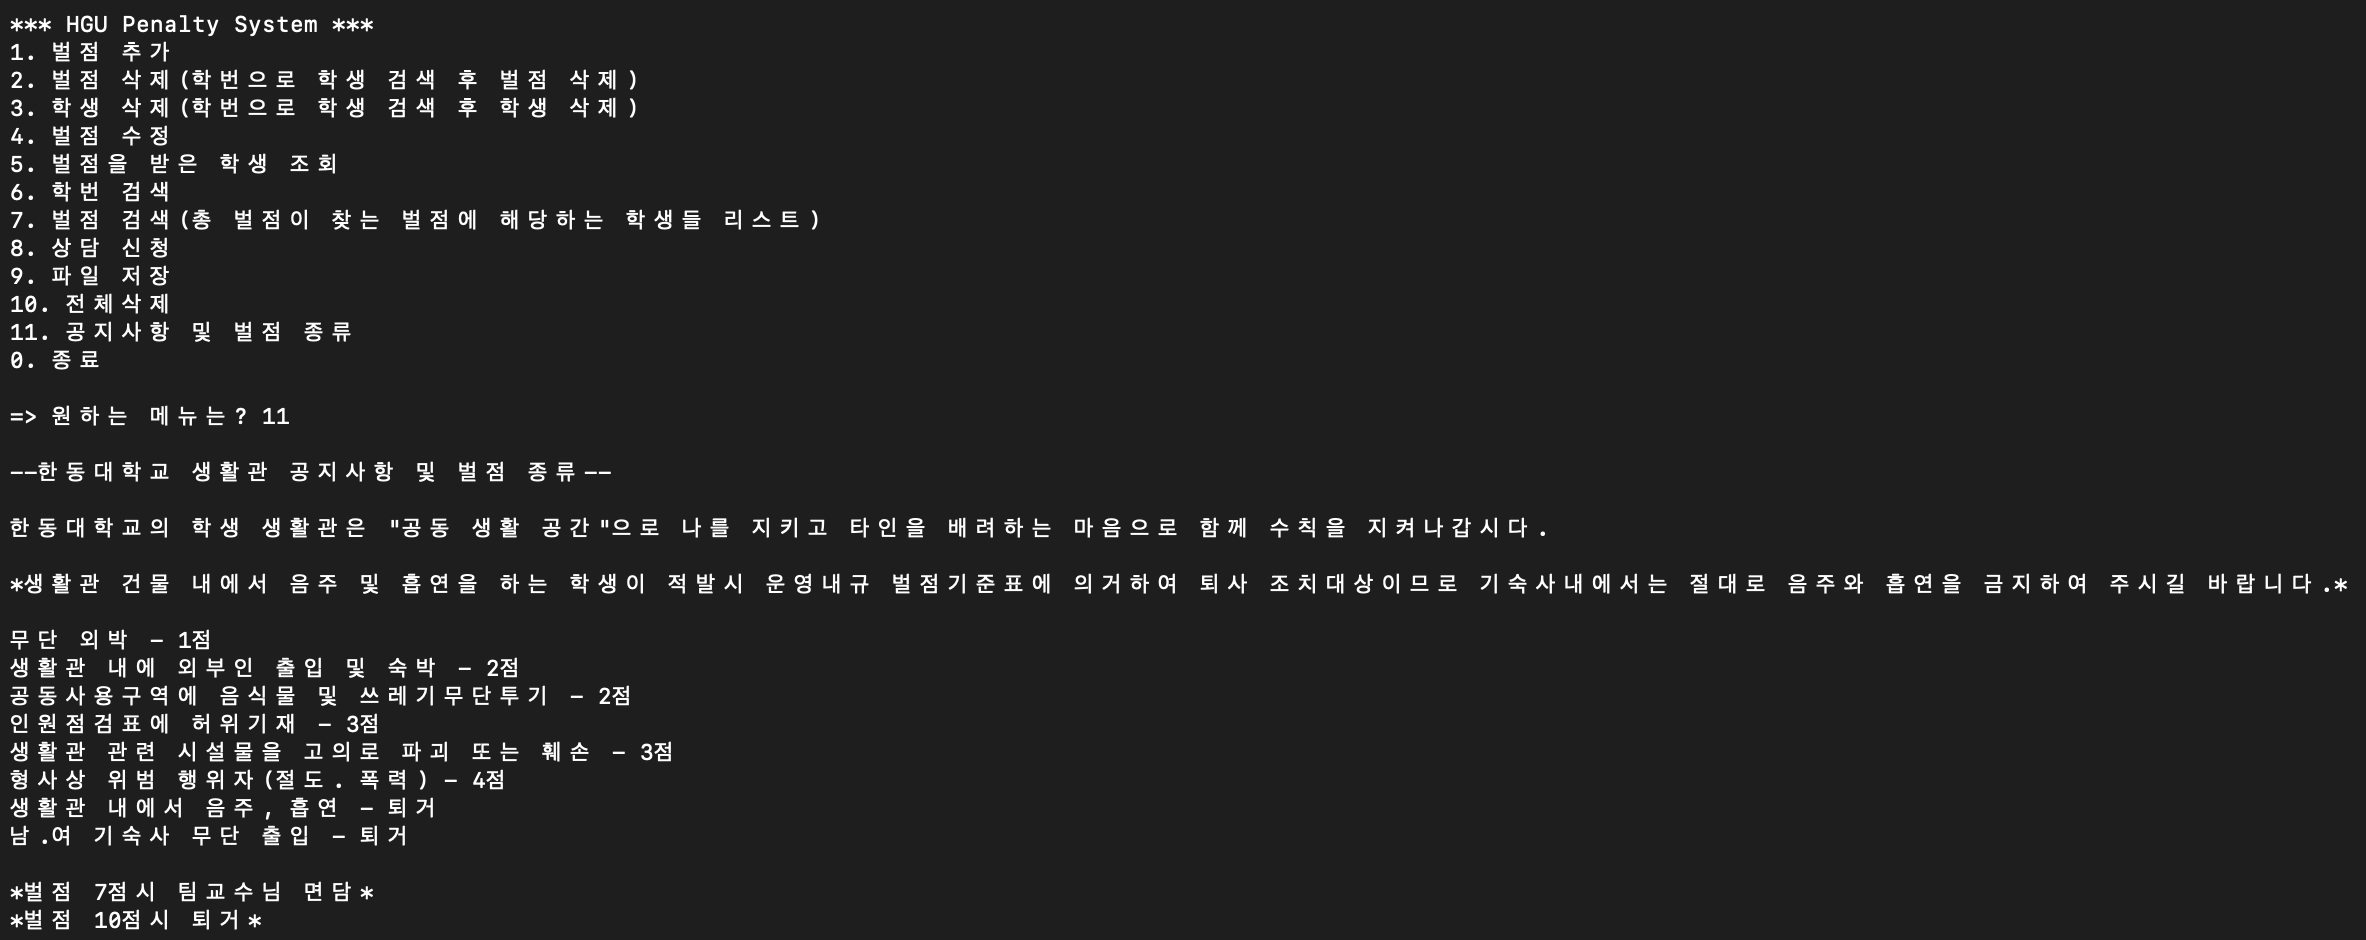 *** HGU Penalty System ***
1. 벌점 추가
2. 벌점 삭제(학번으로 학생 검색 후 벌점 삭제)
3. 학생 삭제(학번으로 학생 검색 후 학생 삭제)
4. 벌점 수정
5. 벌점을 받은 학생 조회
6. 학번 검색
7. 벌점 검색(총 벌점이 찾는 벌점에 해당하는 학생들 리스트)
8. 상담 신청
9. 파일 저장
10. 전체삭제
11. 공지사항 및 벌점 종류
0. 종료
=> 원하는 메뉴는? 11
--한동대학교 생활관 공지사항 및 벌점 종류--
한동대학교의 학생 생활관은 "공동 생활 공간"으로 나를 지키고 타인을 배려하는 마음으로 함께 수칙을 지켜나갑시다.
*생활관 건물 내에서 음주 및 흡연을 하는 학생이 적발시 운영내규 벌점기준표에 의거하여 퇴사 조치대상이므로 기숙사내에서는 절대로 음주와 흡연을 금지하여 주시길 바랍니다.*
무단 외박 - 1점
생활관 내에 외부인 출입 및 숙박 - 2점
공동사용구역에 음식물 및 쓰레기무단투기 - 2점
인원점검표에 허위기재 - 3점
생활관 관련 시설물을 고의로 파괴 또는 훼손 - 3점
형사상 위범 행위자(절도.폭력) - 4점
생활관 내에서 음주, 흡연 - 퇴거
남.여 기숙사 무단 출입 - 퇴거
*벌점 7점시 팀교수님 면담*
*벌점 10점시 퇴거*